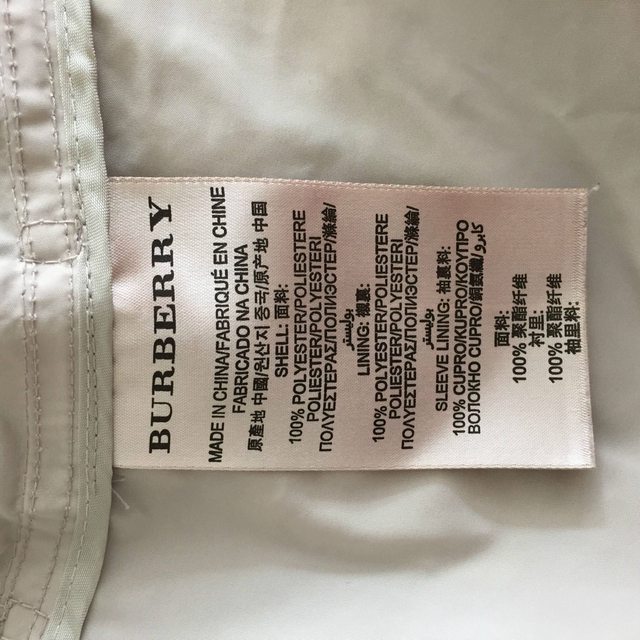 BURBERRY
MADE IN CHINA/FABRIQUÉ EN CHINE
FABRICADO NA CHINA
原產地 中國/원산지 중국/原产地 中国
SHELL: 面料:
100% POLYESTER/POLIESTERE
POLIESTER/POLYESTERI
ΠΟΛΥΕΣΤΕΡΑΣ/ПОЛИЭСТЕР/滌綸/
بوليستر
LINING: 襯裏:
100% POLYESTER/POLIESTERE
POLIESTER/POLYESTERI
ΠΟΛΥΕΣΤΕΡΑΣ/ПОЛИЭСТЕР/滌綸/
بوليستر
SLEEVE LINING: 袖裏料:
100% CUPRO/KUPRO/ΚΟΥΠΡΟ
ВОЛОКНО CUPRO/銅氨纖/كابرو
面料:
100% 聚酯纤维
衬里:
100% 聚酯纤维
袖里料: